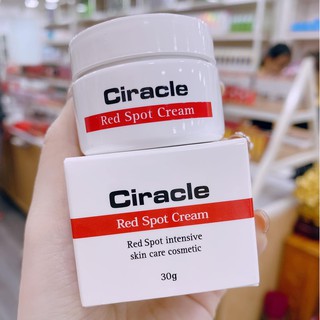 Ciracle
Red Spot Cream
Ciracle
Red Spot Cream
Red Spot intensive
skin care cosmetic
30g